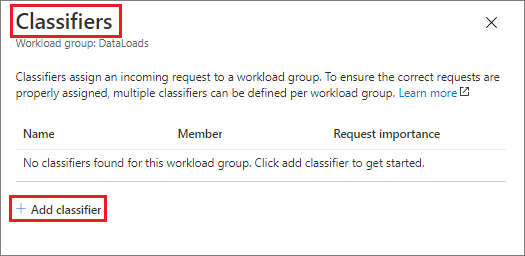 Classifiers
Workload group: DataLoads
Classifiers assign an incoming request to a workload group. To ensure the correct requests are
properly assigned, multiple classifiers can be defined per workload group. Learn more
Name Member Request importance
No classifiers found for this workload group. Click add classifier to get started.
+ Add classifier